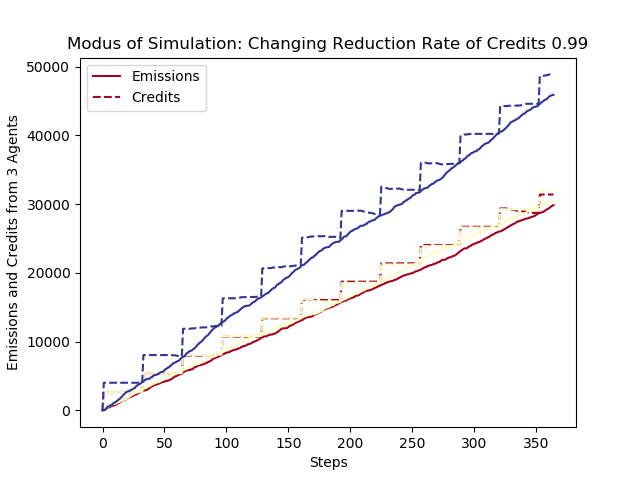 Modus of Simulation: Changing Reduction Rate of Credits 0.99
Emissions
Credits
Emissions and Credits from 3 Agents
50000
40000
30000
20000
10000
0
0 50 100 150 200 250 300 350
Steps